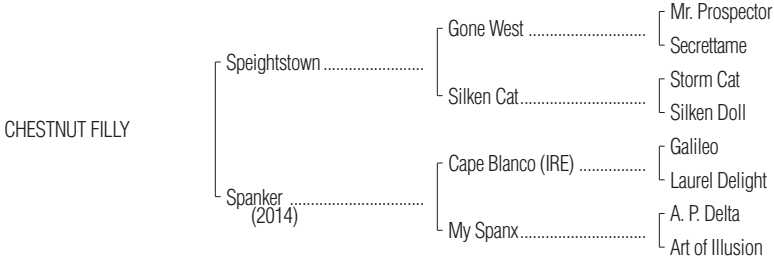 Mr. Prospector
Gone West ........................
Secrettame
Speightstown .......................
Storm Cat
Silken Cat..........................
Silken Doll
CHESTNUT FILLY
Galileo
Cape Blanco (IRE) ..............
Laurel Delight
Spanker ..............................
(2014)
A. P. Delta
My Spanx..........................
Art of Illusion